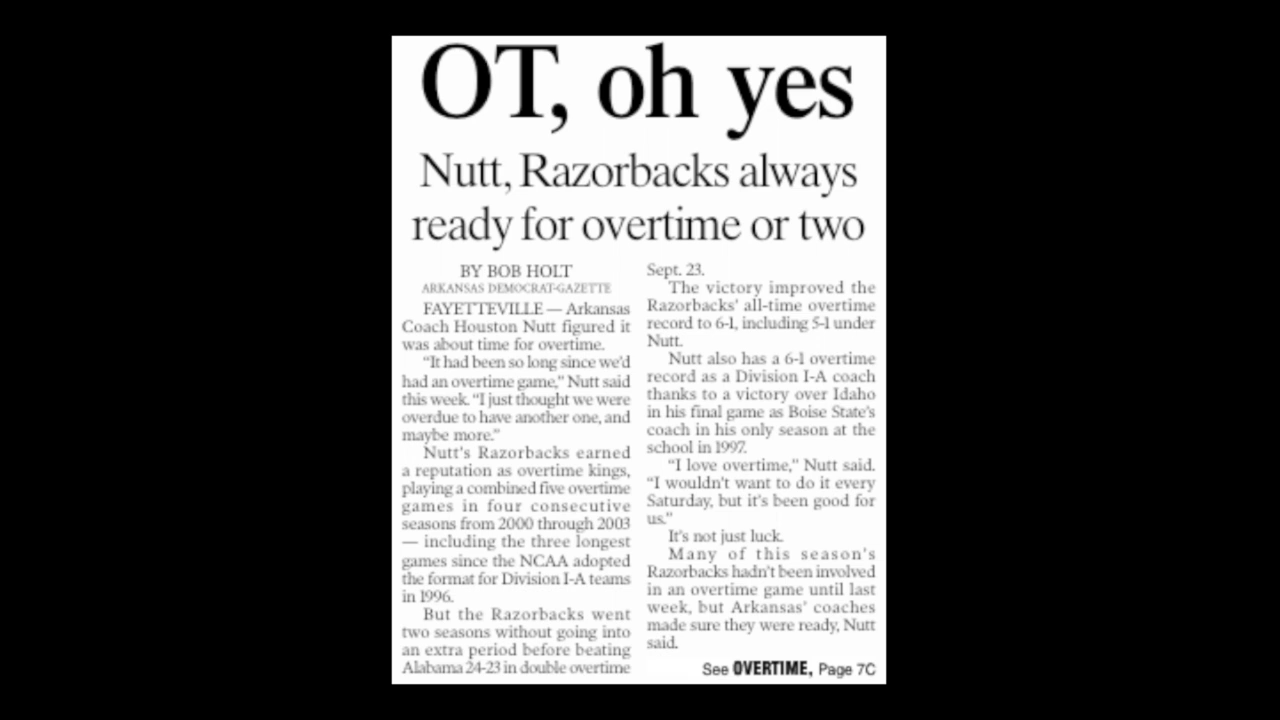 OT, oh yes
Nutt, Razorbacks always
ready for overtime or two
BY BOB HOLT
ARKANSAS DEMOCRAT-GAZETTE
FAYETTEVILLE — Arkansas
Coach Houston Nutt figured it
was about time for overtime.
“It had been so long since we’d
had an overtime game,” Nutt said
this week. “I just thought we were
overdue to have another one, and
maybe more.”
Nutt’s Razorbacks earned
a reputation as overtime kings,
playing a combined five overtime
games in four consecutive
seasons from 2000 through 2003
— including the three longest
games since the NCAA adopted
the format for Division I-A teams
in 1996.
But the Razorbacks went
two seasons without going into
an extra period before beating
Alabama 24-23 in double overtime
Sept. 23.
The victory improved the
Razorbacks’ all-time overtime
record to 6-1, including 5-1 under
Nutt.
Nutt also has a 6-1 overtime
record as a Division I-A coach
thanks to a victory over Idaho
in his final game as Boise State’s
coach in his only season at the
school in 1997.
“I love overtime,” Nutt said.
“I wouldn’t want to do it every
Saturday, but it’s been good for
us.”
It’s not just luck.
Many of this season’s
Razorbacks hadn’t been involved
in an overtime game until last
week, but Arkansas’ coaches
made sure they were ready, Nutt
said.
See OVERTIME, Page 7C